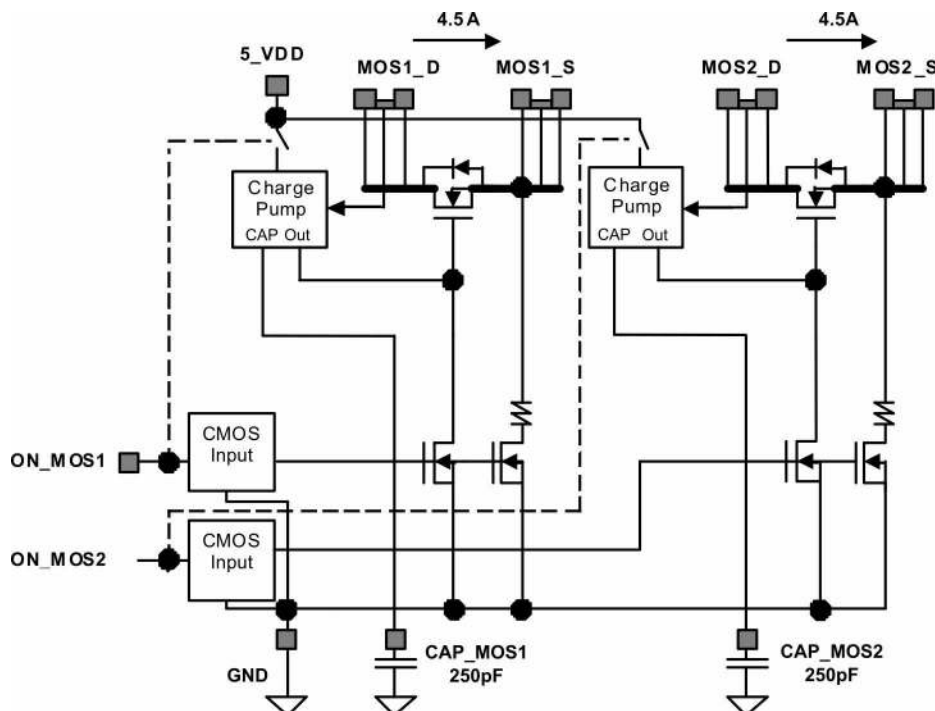 4.5A
4.5A
5_VDD
MOS1_D
MOS1_S
MOS2_D
MOS2_S
Charge
Pump
CAP Out
Charge
Pump
CAP Out
ON_MOS1
CMOS
Input
ON_MOS2
CMOS
Input
GND
CAP_MOS1
250pF
CAP_MOS2
250pF